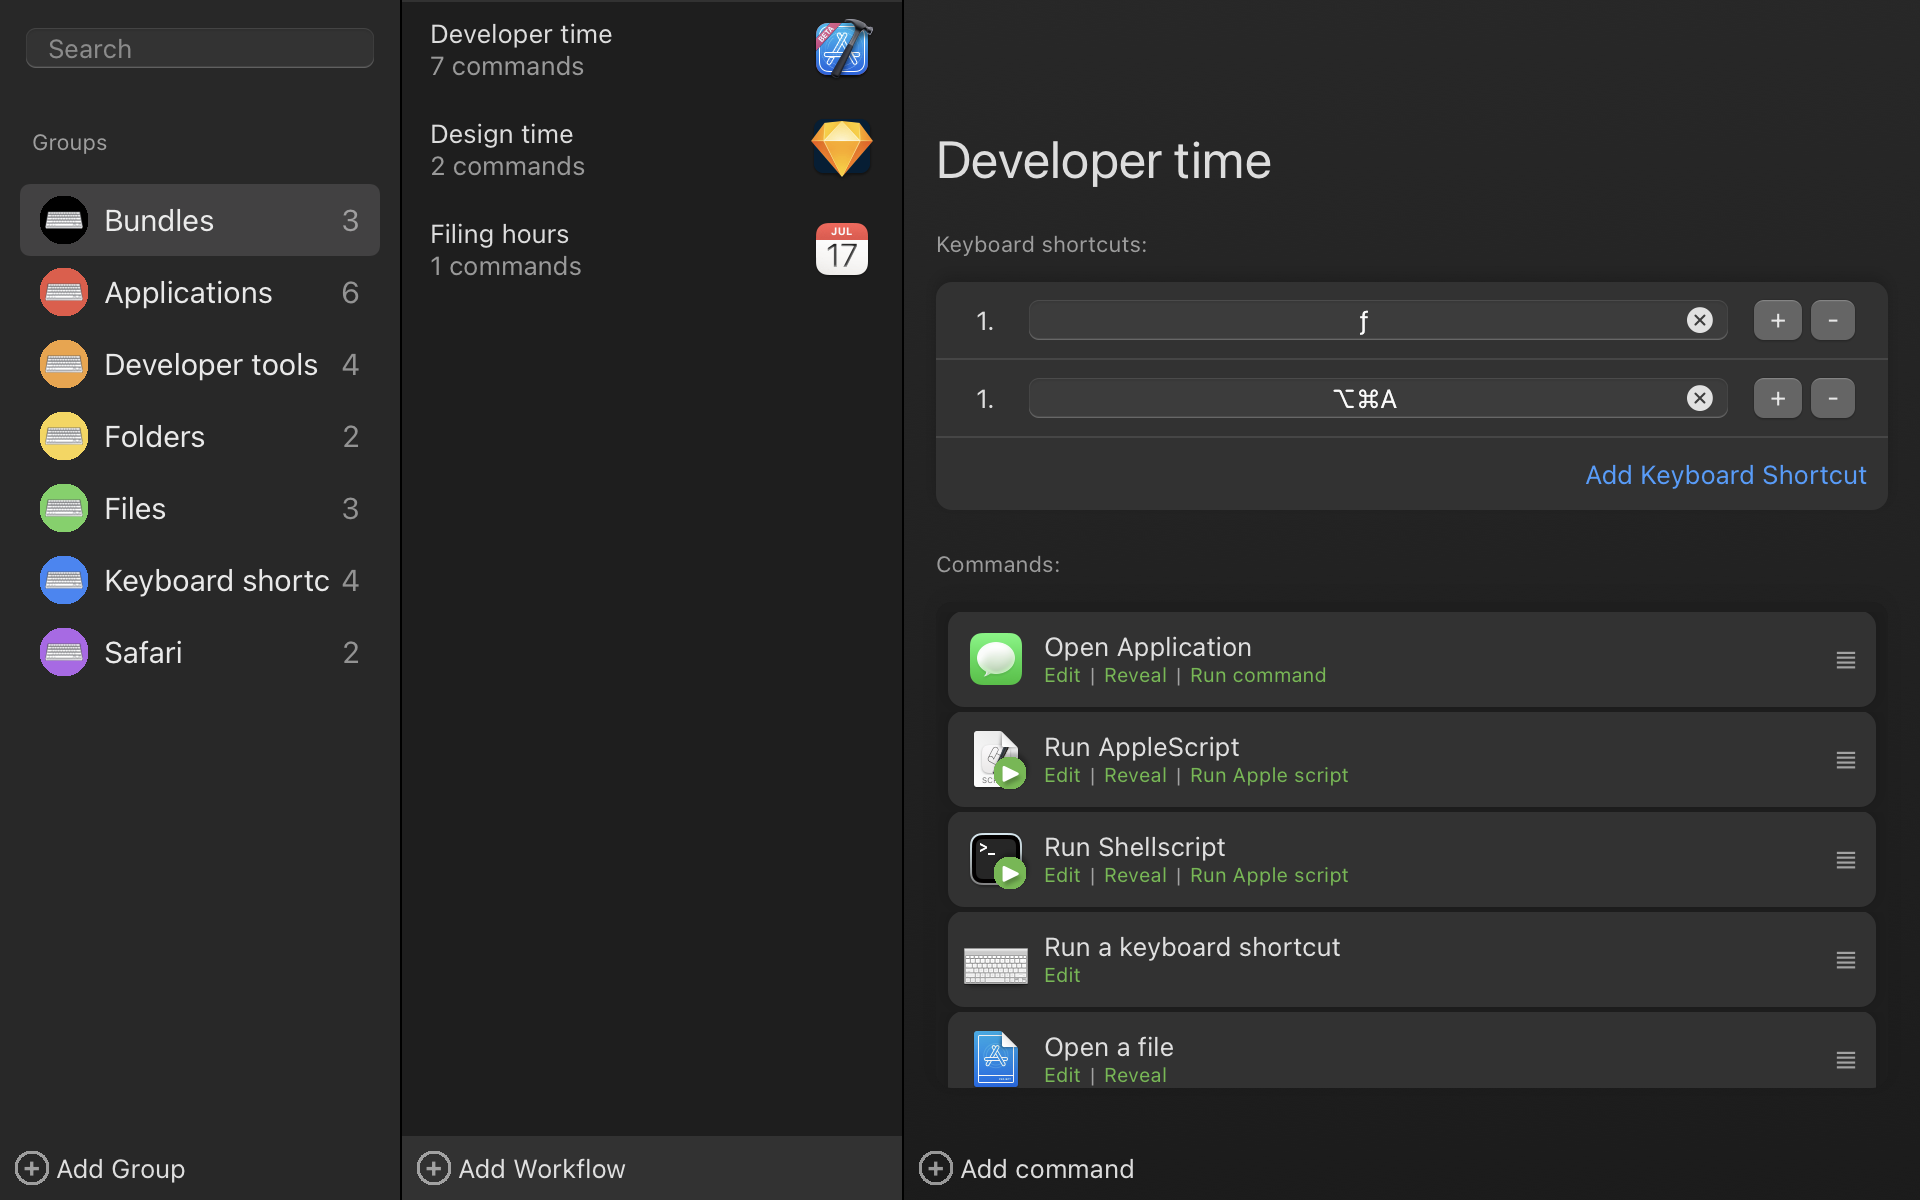 Search
Groups
Bundles 3
Applications 6
Developer tools 4
Folders 2
Files 3
Keyboard shortc 4
Safari 2
Add Group
Developer time
7 commands
BETA
Design time
2 commands
Filing hours
1 commands
JUL
17
Add Workflow
Developer time
Keyboard shortcuts:
1. ƒ + -
1. ⌥⌘A + -
Add Keyboard Shortcut
Commands:
Open Application
Edit | Reveal | Run command
Run AppleScript
Edit | Reveal | Run Apple script
>_
Run Shellscript
Edit | Reveal | Run Apple script
Run a keyboard shortcut
Edit
Open a file
Edit | Reveal
Add command